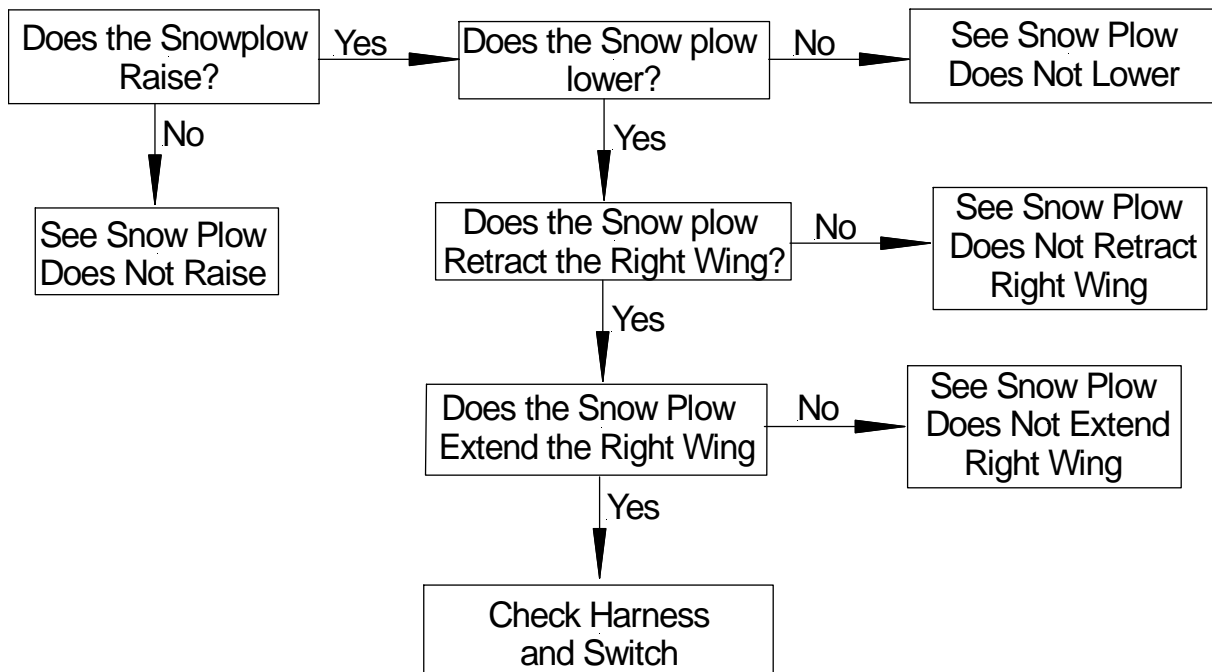 Does the Snowplow
Raise?
Yes
Does the Snow plow
lower?
No
See Snow Plow
Does Not Lower
No
Yes
See Snow Plow
Does Not Raise
Does the Snow plow
Retract the Right Wing?
No
See Snow Plow
Does Not Retract
Right Wing
Yes
Does the Snow Plow
Extend the Right Wing
No
See Snow Plow
Does Not Extend
Right Wing
Yes
Check Harness
and Switch